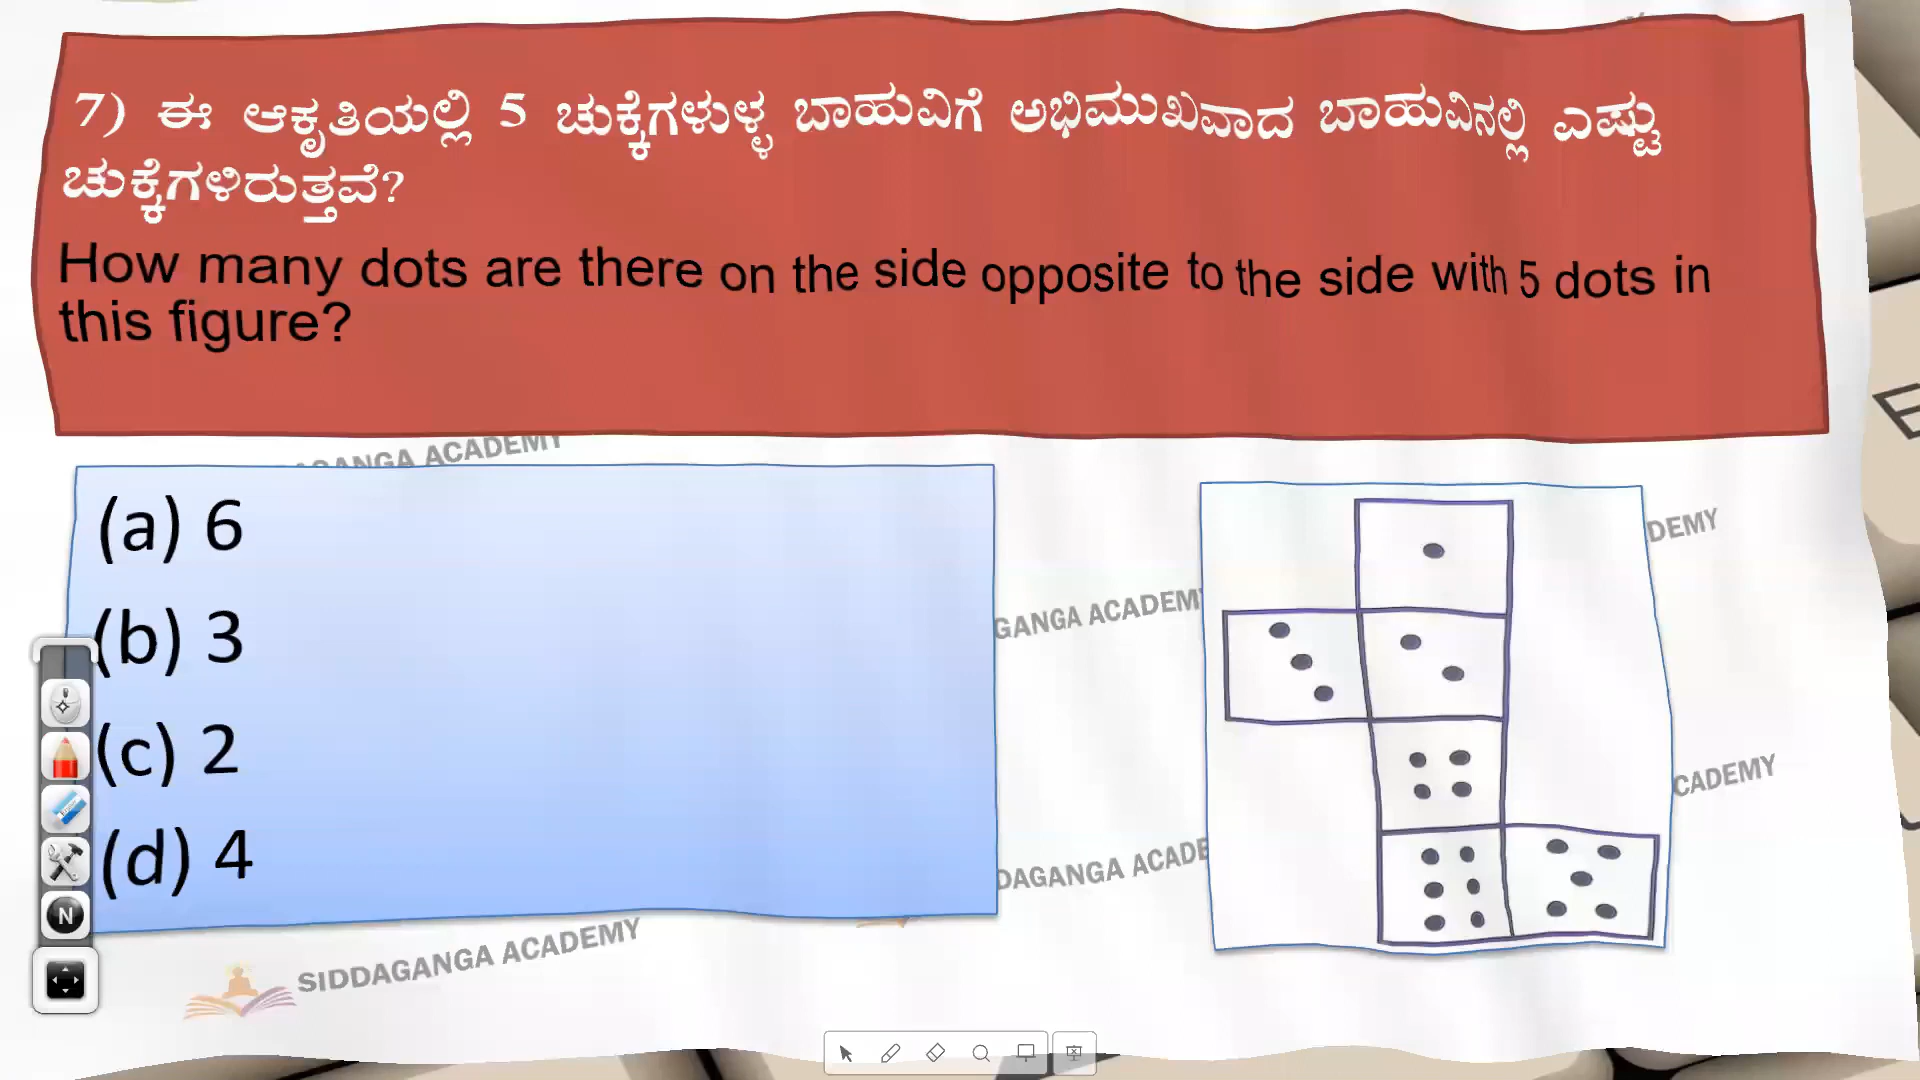 7) ಈ ಆಕೃತಿಯಲ್ಲಿ 5 ಚುಕ್ಕೆಗಳುಳ್ಳ ಬಾಹುವಿಗೆ ಅಭಿಮುಖವಾದ ಬಾಹುವಿನಲ್ಲಿ ಎಷ್ಟು
ಚುಕ್ಕೆಗಳಿರುತ್ತವೆ?
How many dots are there on the side opposite to the side with 5 dots in
this figure?
(a) 6
(b) 3
(c) 2
(d) 4
SIDDAGANGA ACADEMY
N